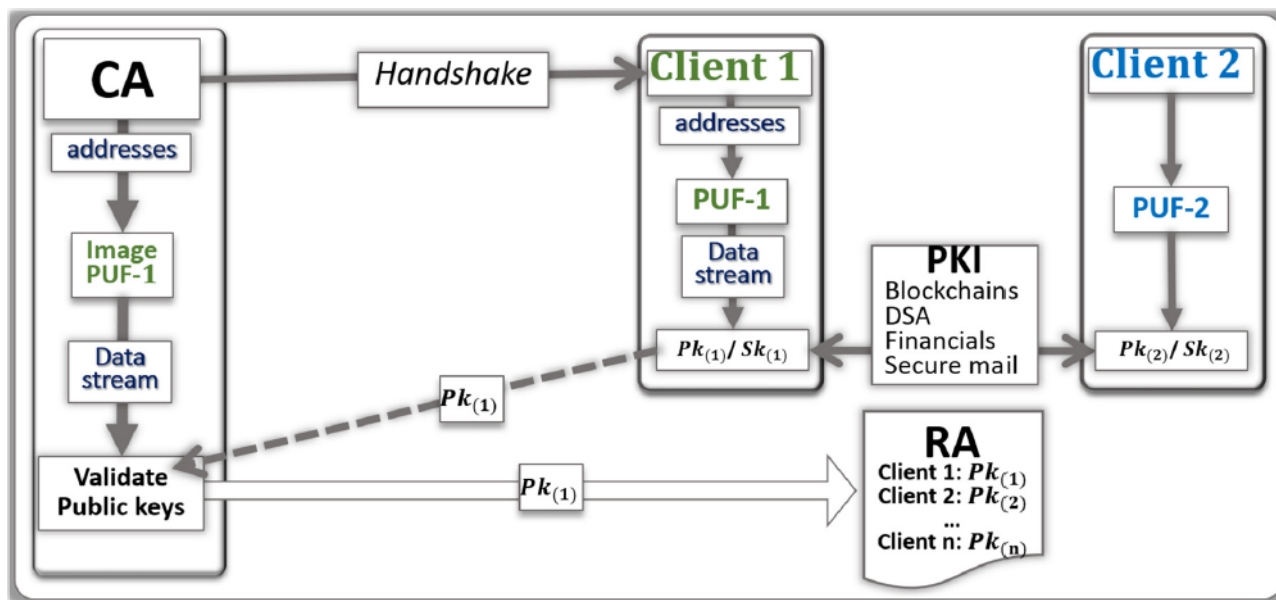 CA
addresses
Image
PUF-1
Data
stream
Validate
Public keys
Handshake
Client 1
addresses
PUF-1
Data
stream
Pk(1)/ Sk(1)
Pk(1)
Pk(1)
PKI
Blockchains
DSA
Financials
Secure mail
Client 2
PUF-2
Pk(2)/ Sk(2)
RA
Client 1: Pk(1)
Client 2: Pk(2)
...
Client n: Pk(n)